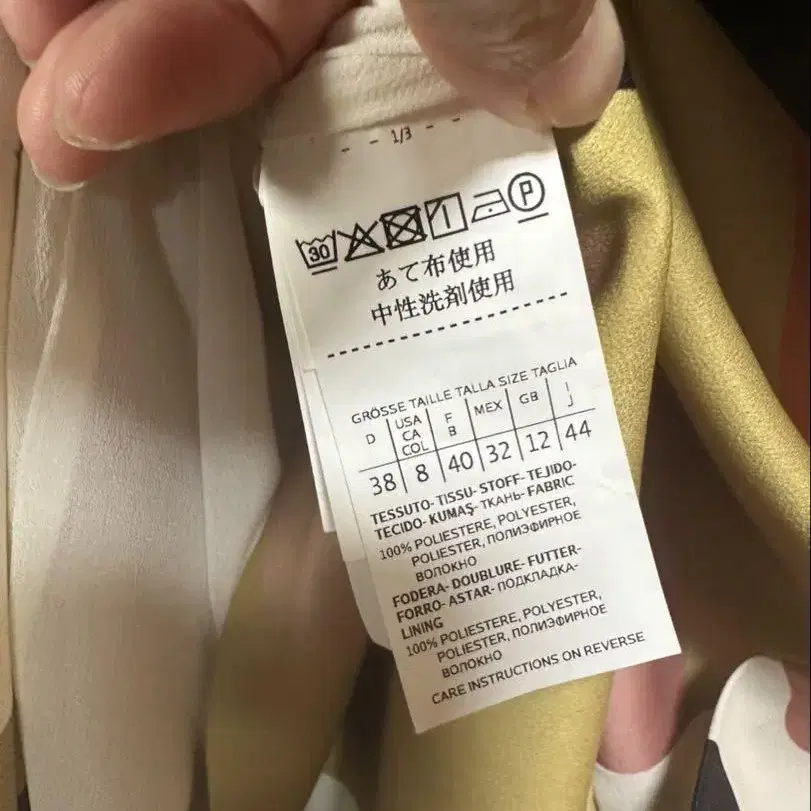 1/3
30 P
あて布使用
中性洗剤使用
GRÖSSE TAILLE TALLA SIZE TAGLIA
D USA CA COL F B MEX GB I J
38 8 40 32 12 44
TESSUTO- TISSU- STOFF- TEJIDO-
TECIDO- KUMAŞ- ТКАНЬ- FABRIC
100% POLIESTERE, POLYESTER,
POLIESTER, ПОЛИЭФИРНОЕ
ВОЛОКНО
FODERA- DOUBLURE- FUTTER-
FORRO- ASTAR- ПОДКЛАДКА-
LINING
100% POLIESTERE, POLYESTER,
POLIESTER, ПОЛИЭФИРНОЕ
ВОЛОКНО
CARE INSTRUCTIONS ON REVERSE